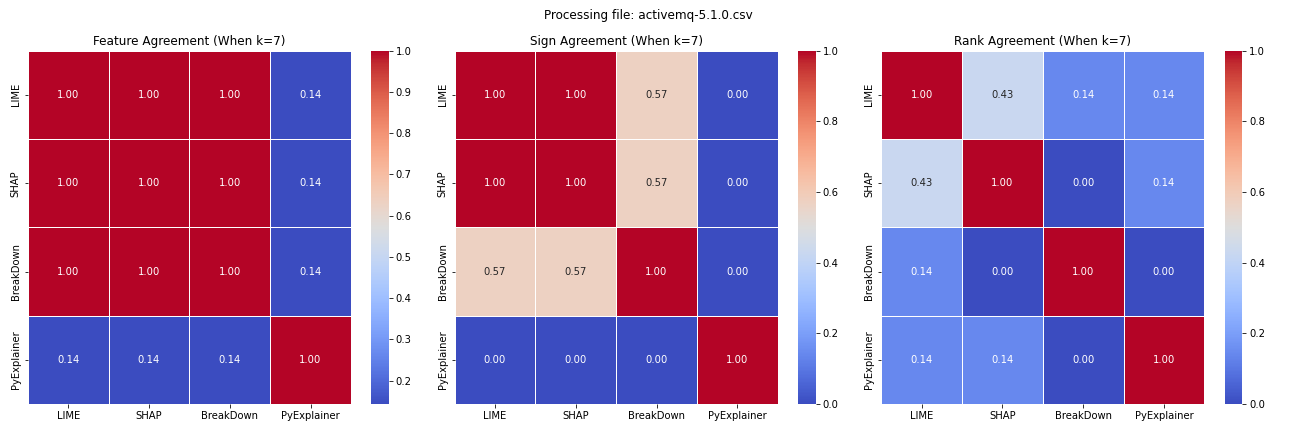 Processing file: activemq-5.1.0.csv
Feature Agreement (When k=7)
LIME 1.00 1.00 1.00 0.14
SHAP 1.00 1.00 1.00 0.14
BreakDown 1.00 1.00 1.00 0.14
PyExplainer 0.14 0.14 0.14 1.00
LIME SHAP BreakDown PyExplainer
1.0
0.9
0.8
0.7
0.6
0.5
0.4
0.3
0.2
Sign Agreement (When k=7)
LIME 1.00 1.00 0.57 0.00
SHAP 1.00 1.00 0.57 0.00
BreakDown 0.57 0.57 1.00 0.00
PyExplainer 0.00 0.00 0.00 1.00
LIME SHAP BreakDown PyExplainer
1.0
0.8
0.6
0.4
0.2
0.0
Rank Agreement (When k=7)
LIME 1.00 0.43 0.14 0.14
SHAP 0.43 1.00 0.00 0.14
BreakDown 0.14 0.00 1.00 0.00
PyExplainer 0.14 0.14 0.00 1.00
LIME SHAP BreakDown PyExplainer
1.0
0.8
0.6
0.4
0.2
0.0